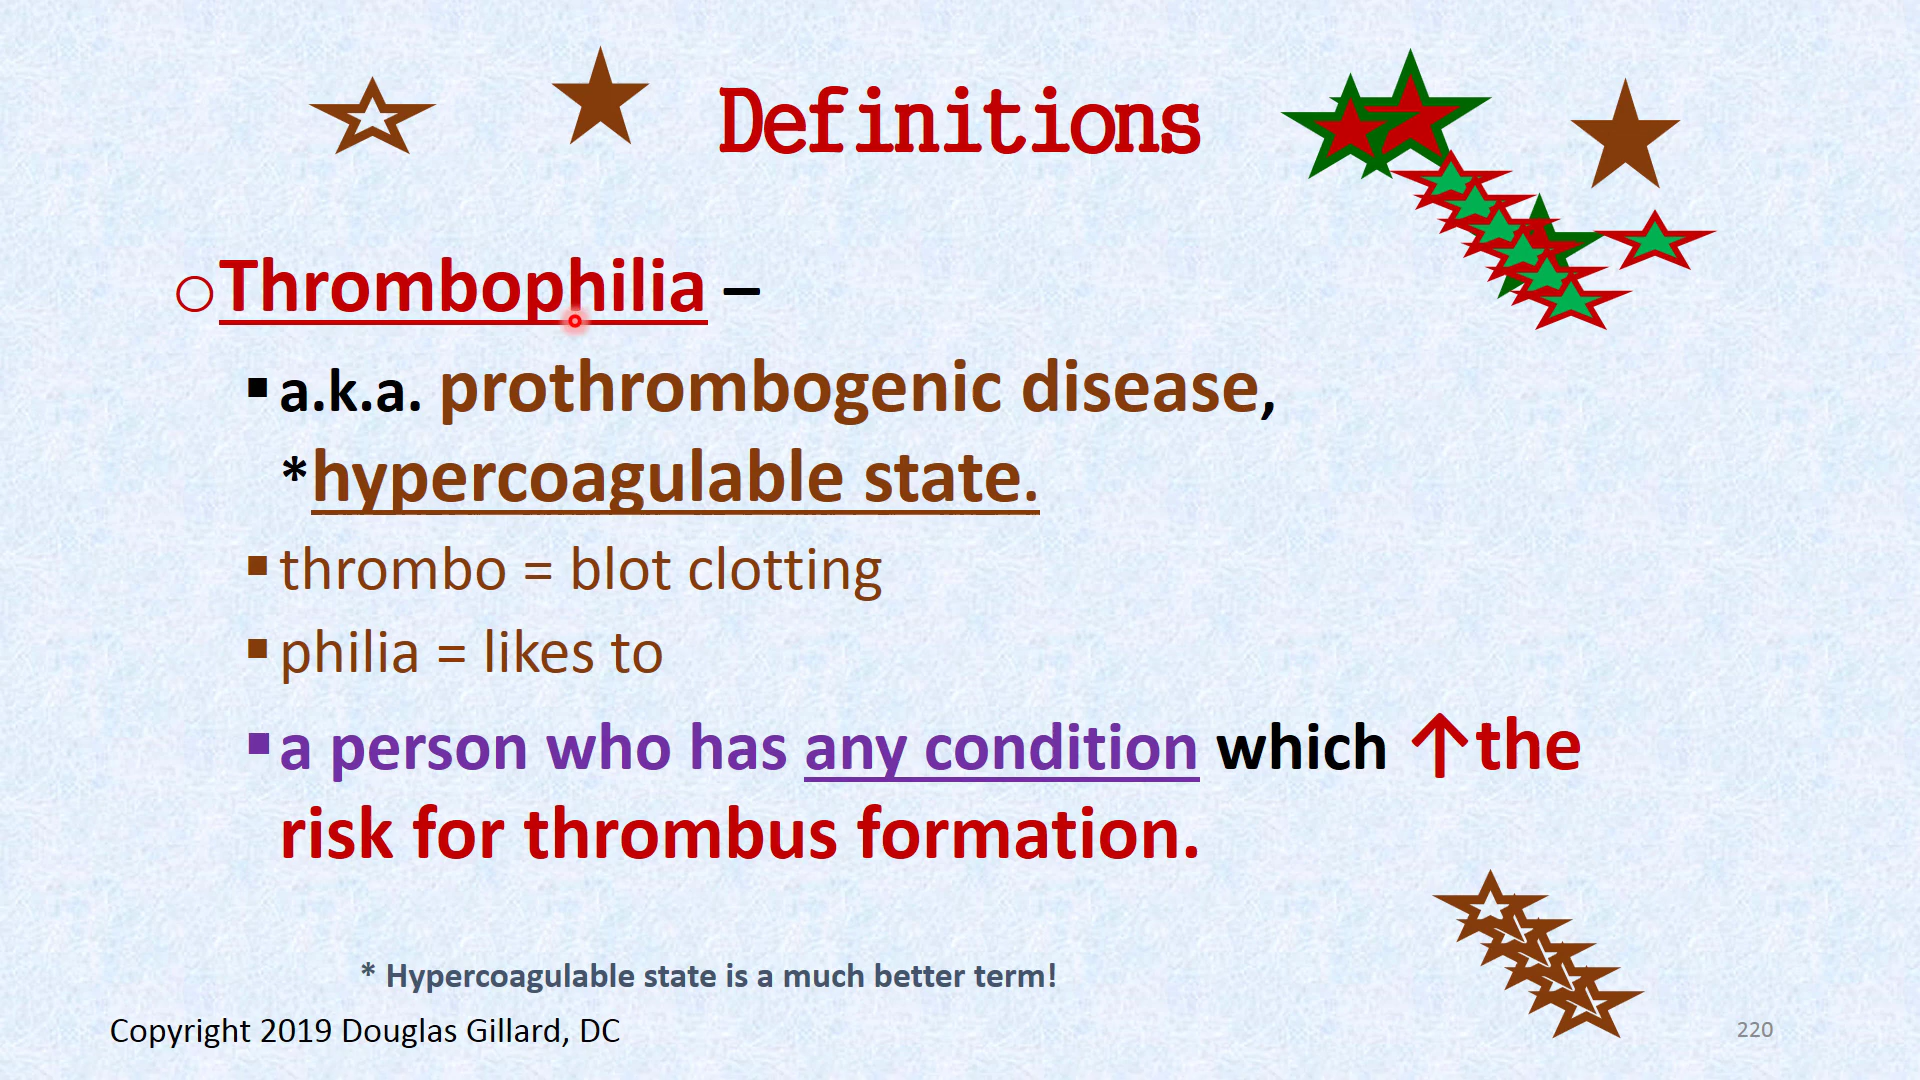 Definitions
Thrombophilia –
a.k.a. prothrombogenic disease,
*hypercoagulable state.
thrombo = blot clotting
philia = likes to
a person who has any condition which ↑the
risk for thrombus formation.
* Hypercoagulable state is a much better term!
Copyright 2019 Douglas Gillard, DC
220